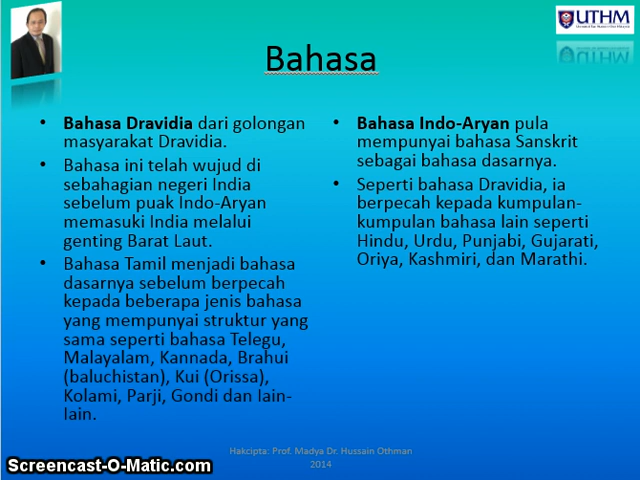 UTHM
Bahasa
• Bahasa Dravidia dari golongan
masyarakat Dravidia.
• Bahasa ini telah wujud di
sebahagian negeri India
sebelum puak Indo-Aryan
memasuki India melalui
genting Barat Laut.
• Bahasa Tamil menjadi bahasa
dasarnya sebelum berpecah
kepada beberapa jenis bahasa
yang mempunyai struktur yang
sama seperti bahasa Telegu,
Malayalam, Kannada, Brahui
(baluchistan), Kui (Orissa),
Kolami, Parji, Gondi dan lain-
lain.
• Bahasa Indo-Aryan pula
mempunyai bahasa Sanskrit
sebagai bahasa dasarnya.
• Seperti bahasa Dravidia, ia
berpecah kepada kumpulan-
kumpulan bahasa lain seperti
Hindu, Urdu, Punjabi, Gujarati,
Oriya, Kashmiri, dan Marathi.
Hakcipta: Prof. Madya Dr. Hussain Othman
2014
Screencast-O-Matic.com